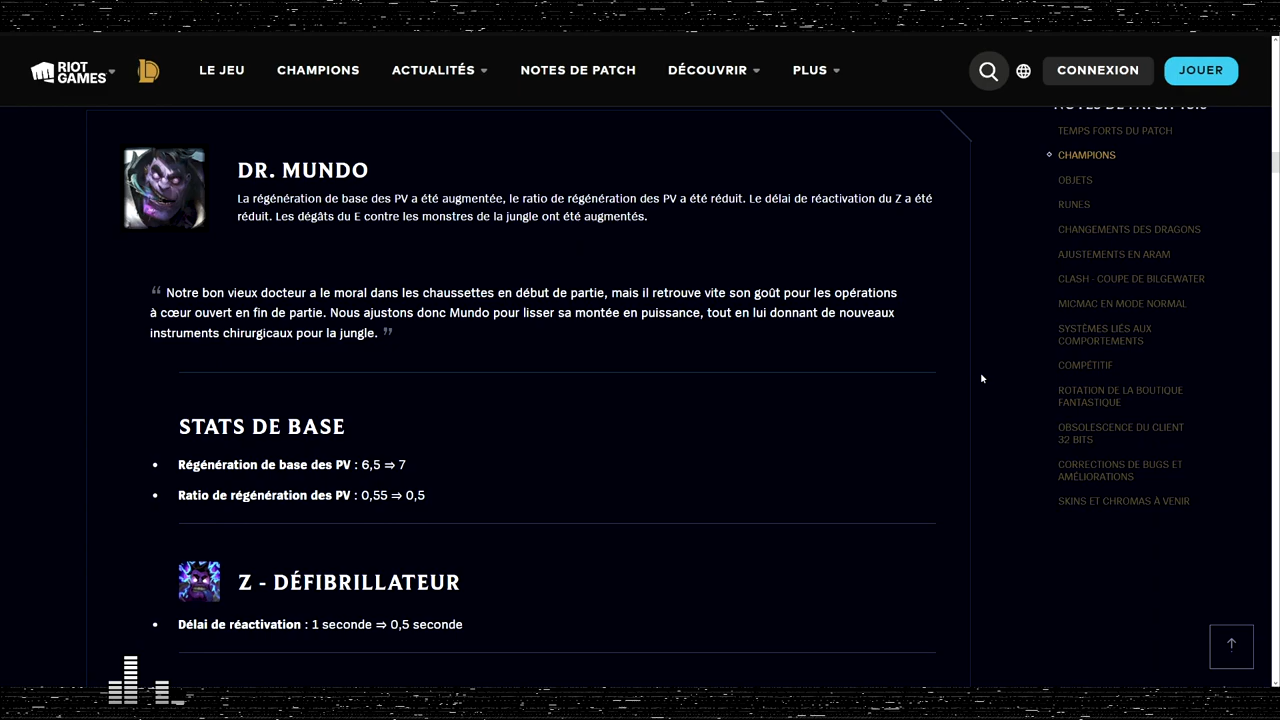 RIOT GAMES
LE JEU
CHAMPIONS
ACTUALITÉS
NOTES DE PATCH
DÉCOUVRIR
PLUS
CONNEXION
JOUER
DR. MUNDO
La régénération de base des PV a été augmentée, le ratio de régénération des PV a été réduit. Le délai de réactivation du Z a été
réduit. Les dégâts du E contre les monstres de la jungle ont été augmentés.
“ Notre bon vieux docteur a le moral dans les chaussettes en début de partie, mais il retrouve vite son goût pour les opérations
à cœur ouvert en fin de partie. Nous ajustons donc Mundo pour lisser sa montée en puissance, tout en lui donnant de nouveaux
instruments chirurgicaux pour la jungle. ”
STATS DE BASE
• Régénération de base des PV : 6,5 ⇒ 7
• Ratio de régénération des PV : 0,55 ⇒ 0,5
Z - DÉFIBRILLATEUR
• Délai de réactivation : 1 seconde ⇒ 0,5 seconde
TEMPS FORTS DU PATCH
CHAMPIONS
OBJETS
RUNES
CHANGEMENTS DES DRAGONS
AJUSTEMENTS EN ARAM
CLASH - COUPE DE BILGEWATER
MICMAC EN MODE NORMAL
SYSTÈMES LIÉS AUX
COMPORTEMENTS
COMPÉTITIF
ROTATION DE LA BOUTIQUE
FANTASTIQUE
OBSOLESCENCE DU CLIENT
32 BITS
CORRECTIONS DE BUGS ET
AMÉLIORATIONS
SKINS ET CHROMAS À VENIR